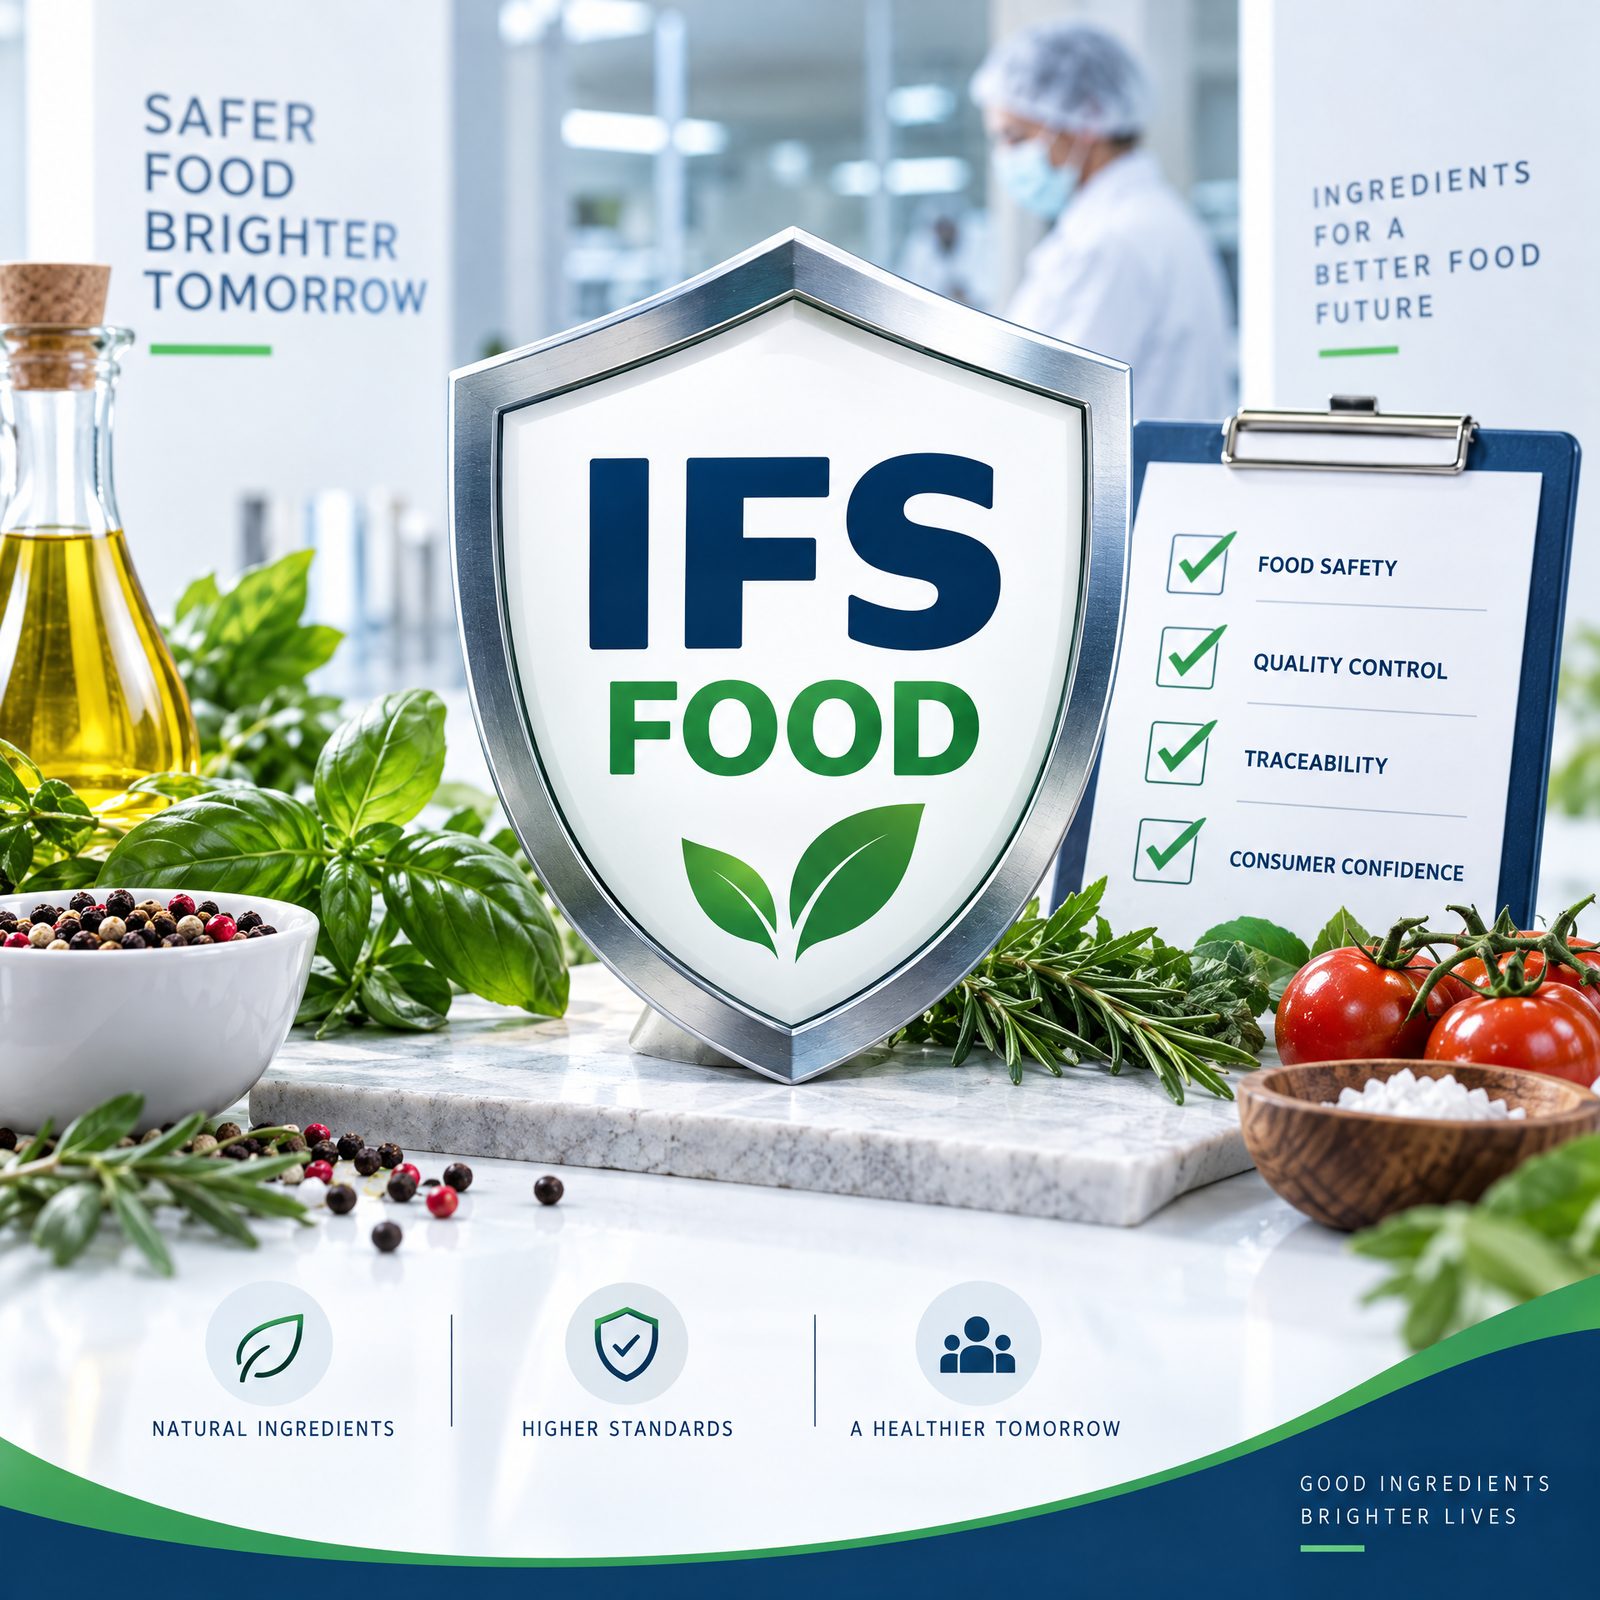 SAFER
FOOD
BRIGHTER
TOMORROW
INGREDIENTS
FOR A
BETTER FOOD
FUTURE
IFS
FOOD
FOOD SAFETY
QUALITY CONTROL
TRACEABILITY
CONSUMER CONFIDENCE
NATURAL INGREDIENTS
HIGHER STANDARDS
A HEALTHIER TOMORROW
GOOD INGREDIENTS
BRIGHTER LIVES